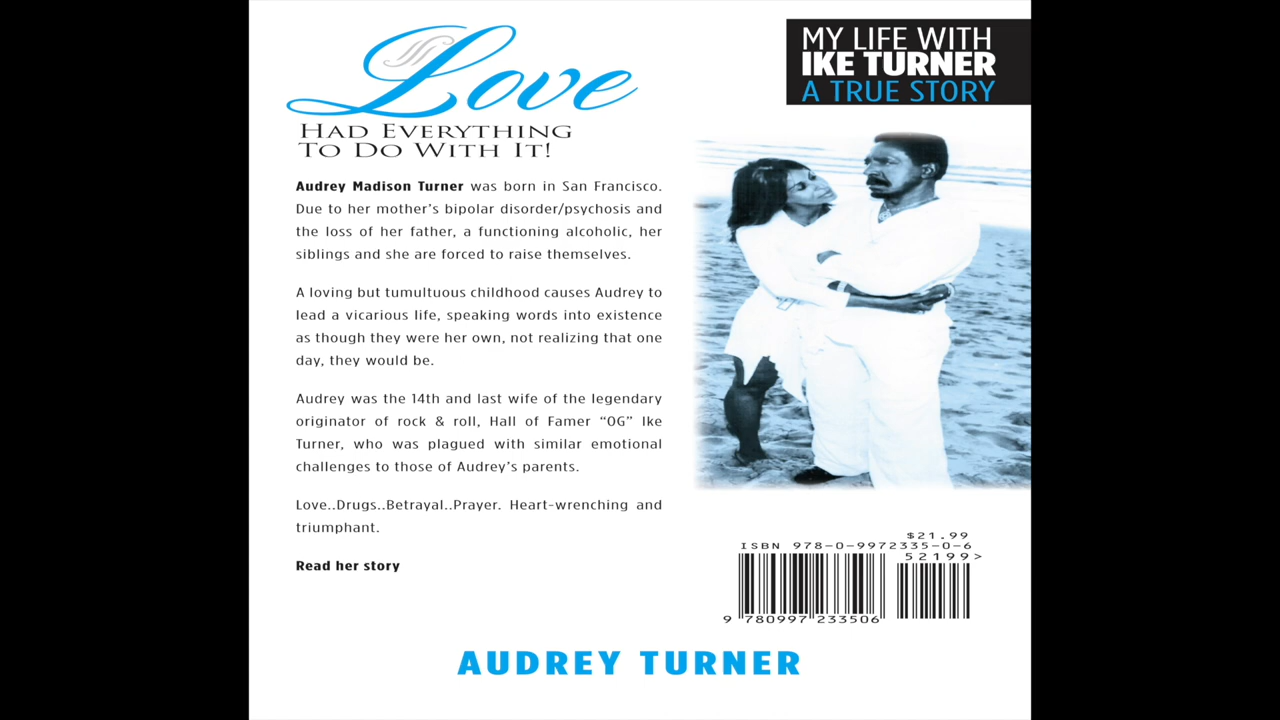 Love
HAD EVERYTHING
TO DO WITH IT!
MY LIFE WITH
IKE TURNER
A TRUE STORY
Audrey Madison Turner was born in San Francisco.
Due to her mother's bipolar disorder/psychosis and
the loss of her father, a functioning alcoholic, her
siblings and she are forced to raise themselves.
A loving but tumultuous childhood causes Audrey to
lead a vicarious life, speaking words into existence
as though they were her own, not realizing that one
day, they would be.
Audrey was the 14th and last wife of the legendary
originator of rock & roll, Hall of Famer “OG” Ike
Turner, who was plagued with similar emotional
challenges to those of Audrey's parents.
Love..Drugs..Betrayal..Prayer. Heart-wrenching and
triumphant.
Read her story
$21.99
ISBN 978-0-9972335-0-6
52199>
9 780997 233506
AUDREY TURNER